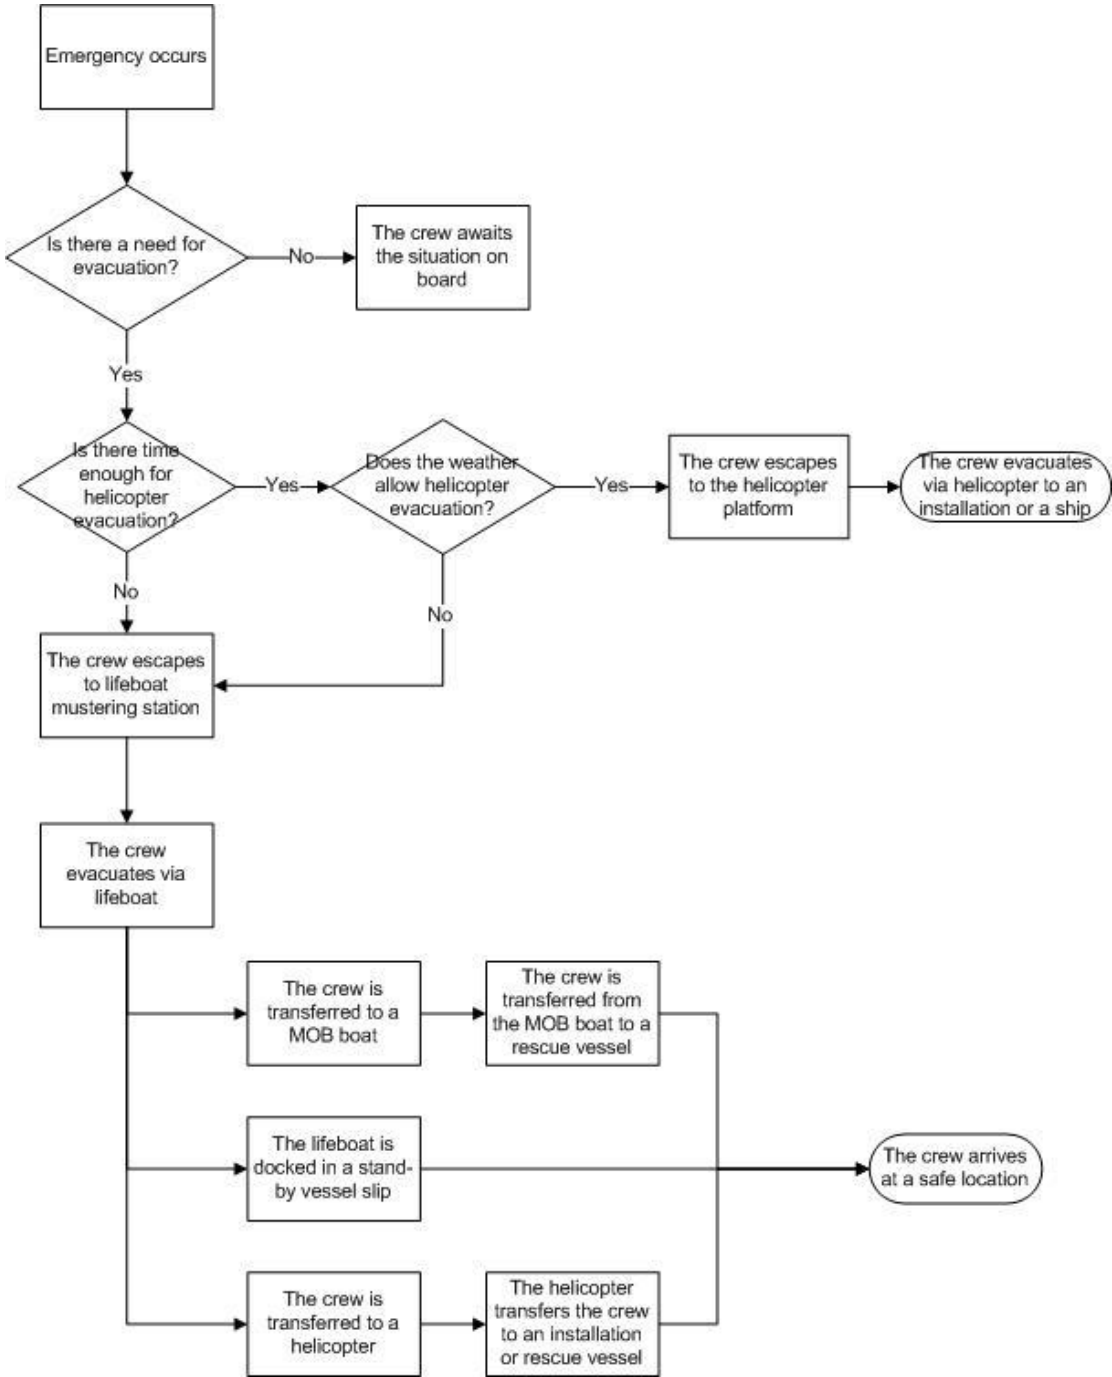 Emergency occurs
Is there a need for
evacuation?
No
The crew awaits
the situation on
board
Yes
Is there time
enough for
helicopter
evacuation?
Yes
Does the weather
allow helicopter
evacuation?
Yes
The crew escapes
to the helicopter
platform
The crew evacuates
via helicopter to an
installation or a ship
No
No
The crew escapes
to lifeboat
mustering station
The crew
evacuates via
lifeboat
The crew is
transferred to a
MOB boat
The crew is
transferred from
the MOB boat to a
rescue vessel
The lifeboat is
docked in a stand-
by vessel slip
The crew arrives
at a safe location
The crew is
transferred to a
helicopter
The helicopter
transfers the crew
to an installation
or rescue vessel